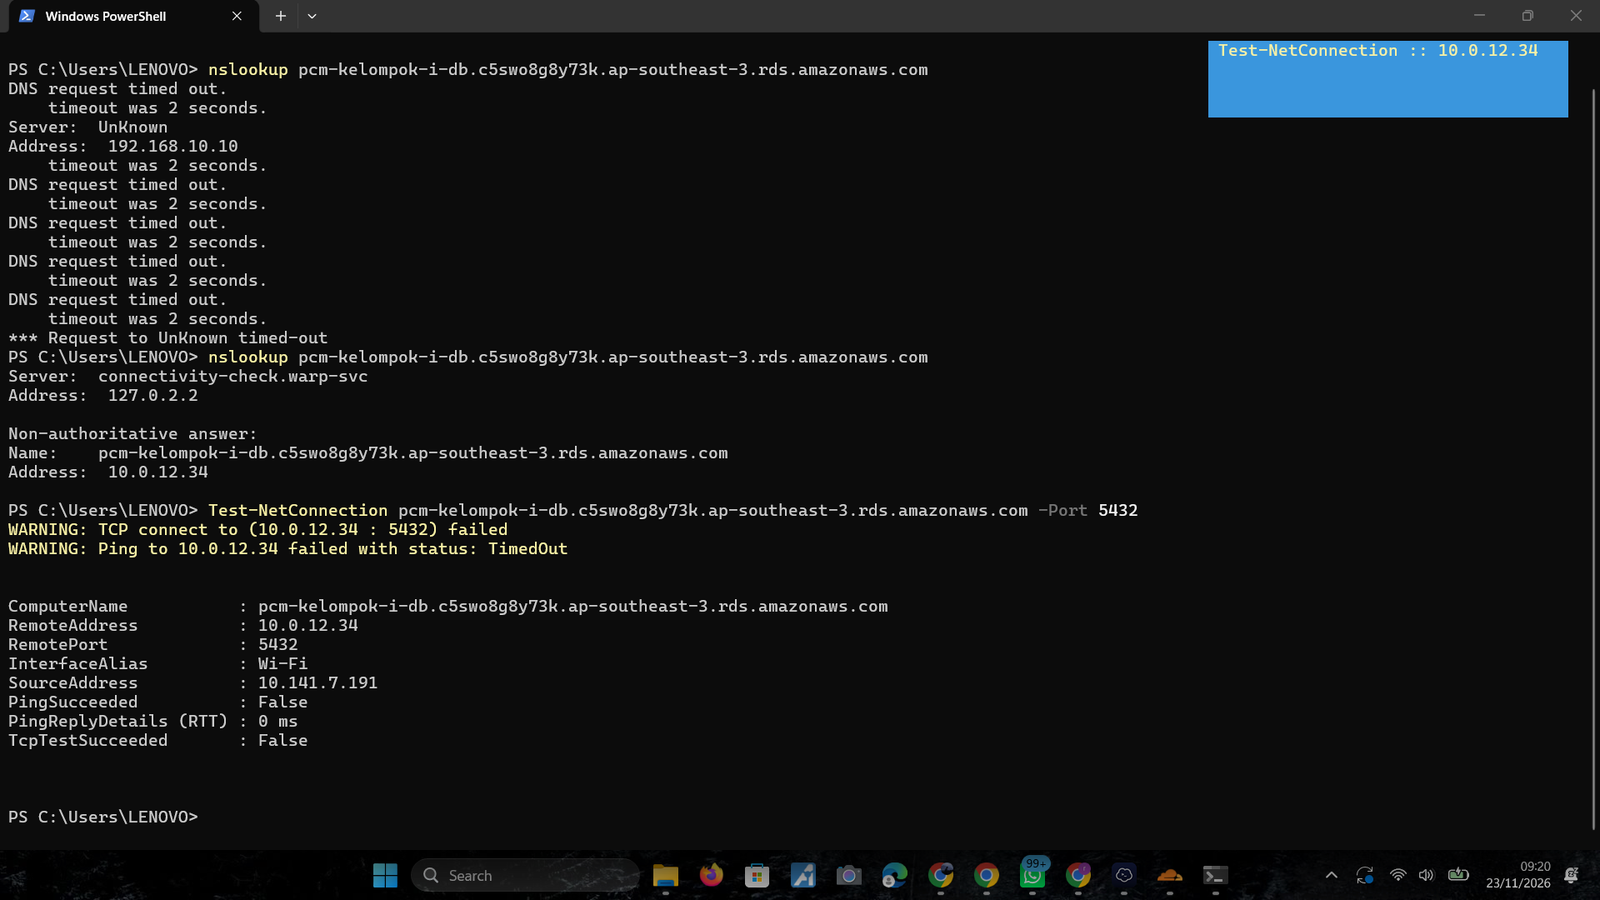 Windows PowerShell
Test-NetConnection :: 10.0.12.34
PS C:\Users\LENOVO> nslookup pcm-kelompok-i-db.c5swo8g8y73k.ap-southeast-3.rds.amazonaws.com
DNS request timed out.
    timeout was 2 seconds.
Server:  UnKnown
Address:  192.168.10.10
    timeout was 2 seconds.
DNS request timed out.
    timeout was 2 seconds.
DNS request timed out.
    timeout was 2 seconds.
DNS request timed out.
    timeout was 2 seconds.
DNS request timed out.
    timeout was 2 seconds.
*** Request to UnKnown timed-out
PS C:\Users\LENOVO> nslookup pcm-kelompok-i-db.c5swo8g8y73k.ap-southeast-3.rds.amazonaws.com
Server:  connectivity-check.warp-svc
Address:  127.0.2.2
Non-authoritative answer:
Name:    pcm-kelompok-i-db.c5swo8g8y73k.ap-southeast-3.rds.amazonaws.com
Address:  10.0.12.34
PS C:\Users\LENOVO> Test-NetConnection pcm-kelompok-i-db.c5swo8g8y73k.ap-southeast-3.rds.amazonaws.com -Port 5432
WARNING: TCP connect to (10.0.12.34 : 5432) failed
WARNING: Ping to 10.0.12.34 failed with status: TimedOut
ComputerName           : pcm-kelompok-i-db.c5swo8g8y73k.ap-southeast-3.rds.amazonaws.com
RemoteAddress          : 10.0.12.34
RemotePort             : 5432
InterfaceAlias         : Wi-Fi
SourceAddress          : 10.141.7.191
PingSucceeded          : False
PingReplyDetails (RTT) : 0 ms
TcpTestSucceeded       : False
PS C:\Users\LENOVO>
Search
99+
09:20
23/11/2026